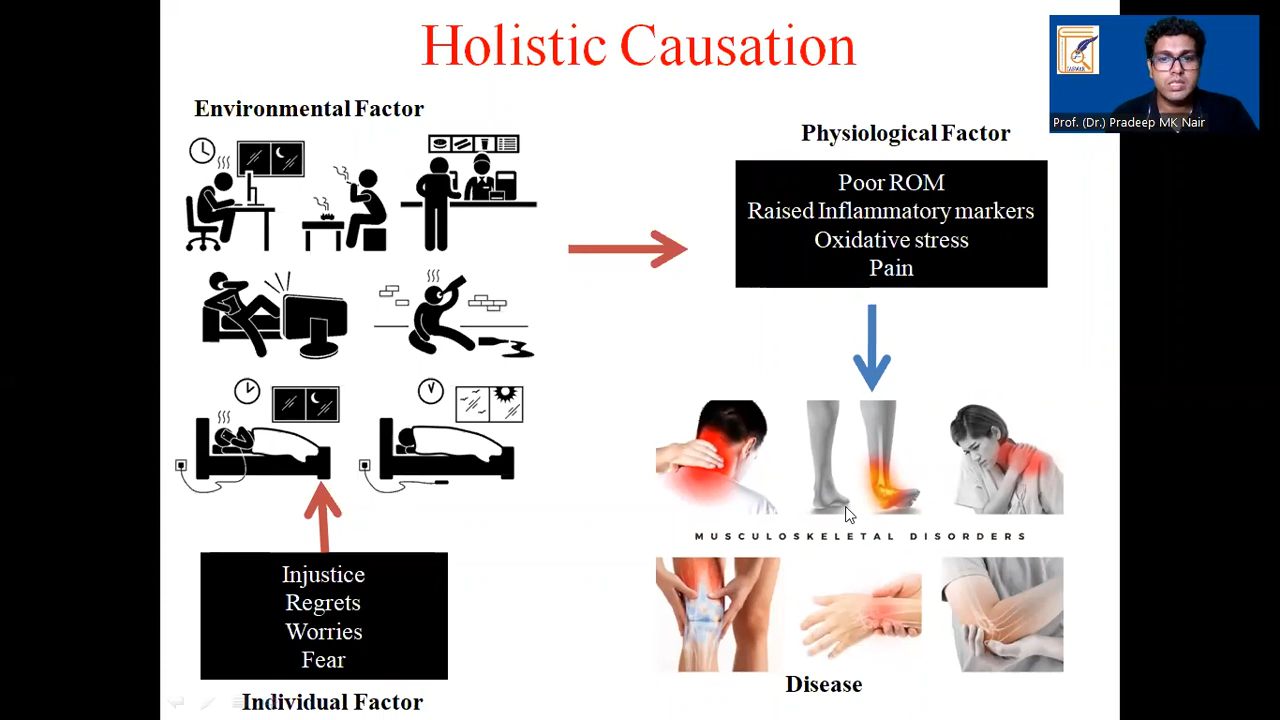 Holistic Causation
Environmental Factor
Prof. (Dr.) Pradeep MK Nair
Physiological Factor
Poor ROM
Raised Inflammatory markers
Oxidative stress
Pain
MUSCULOSKELETAL DISORDERS
Disease
Injustice
Regrets
Worries
Fear
Individual Factor